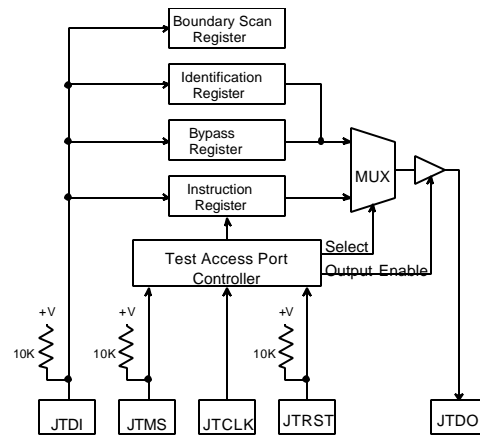 Boundary Scan
Register
Identification
Register
Bypass
Register
Instruction
Register
MUX
Test Access Port
Controller
Select
Output Enable
+V
10K
+V
10K
+V
10K
JTDI
JTMS
JTCLK
JTRST
JTDO